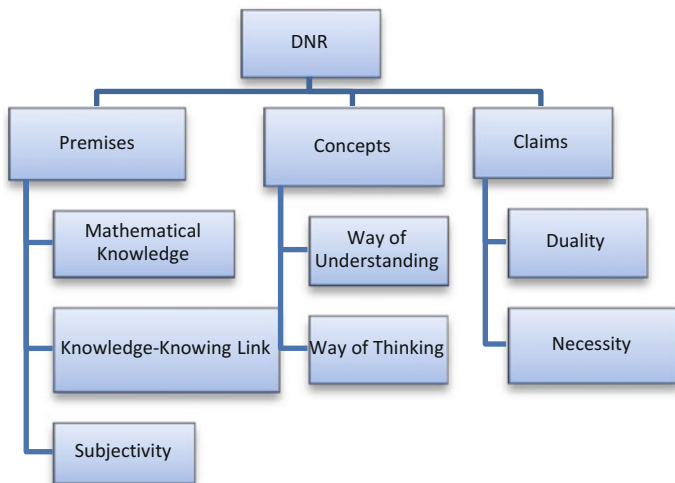 DNR
Premises
Concepts
Claims
Mathematical
Knowledge
Way of
Understanding
Duality
Knowledge-Knowing Link
Way of Thinking
Necessity
Subjectivity